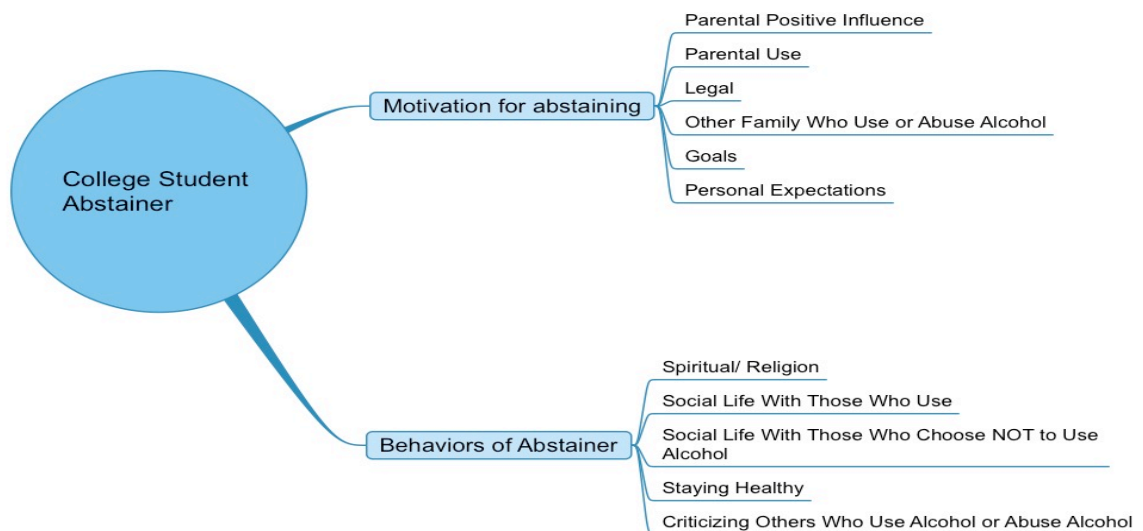 College Student
Abstainer
Motivation for abstaining
Parental Positive Influence
Parental Use
Legal
Other Family Who Use or Abuse Alcohol
Goals
Personal Expectations
Behaviors of Abstainer
Spiritual/ Religion
Social Life With Those Who Use
Social Life With Those Who Choose NOT to Use
Alcohol
Staying Healthy
Criticizing Others Who Use Alcohol or Abuse Alcohol